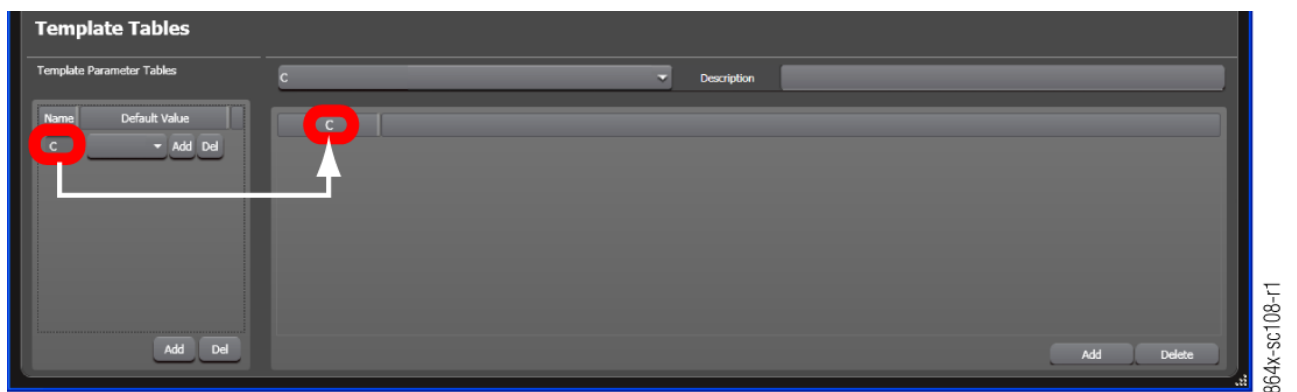 Template Tables
Template Parameter Tables
C
Description
Name Default Value
C
C Add Del
Add Del
Add Delete
864x-sc108-r1